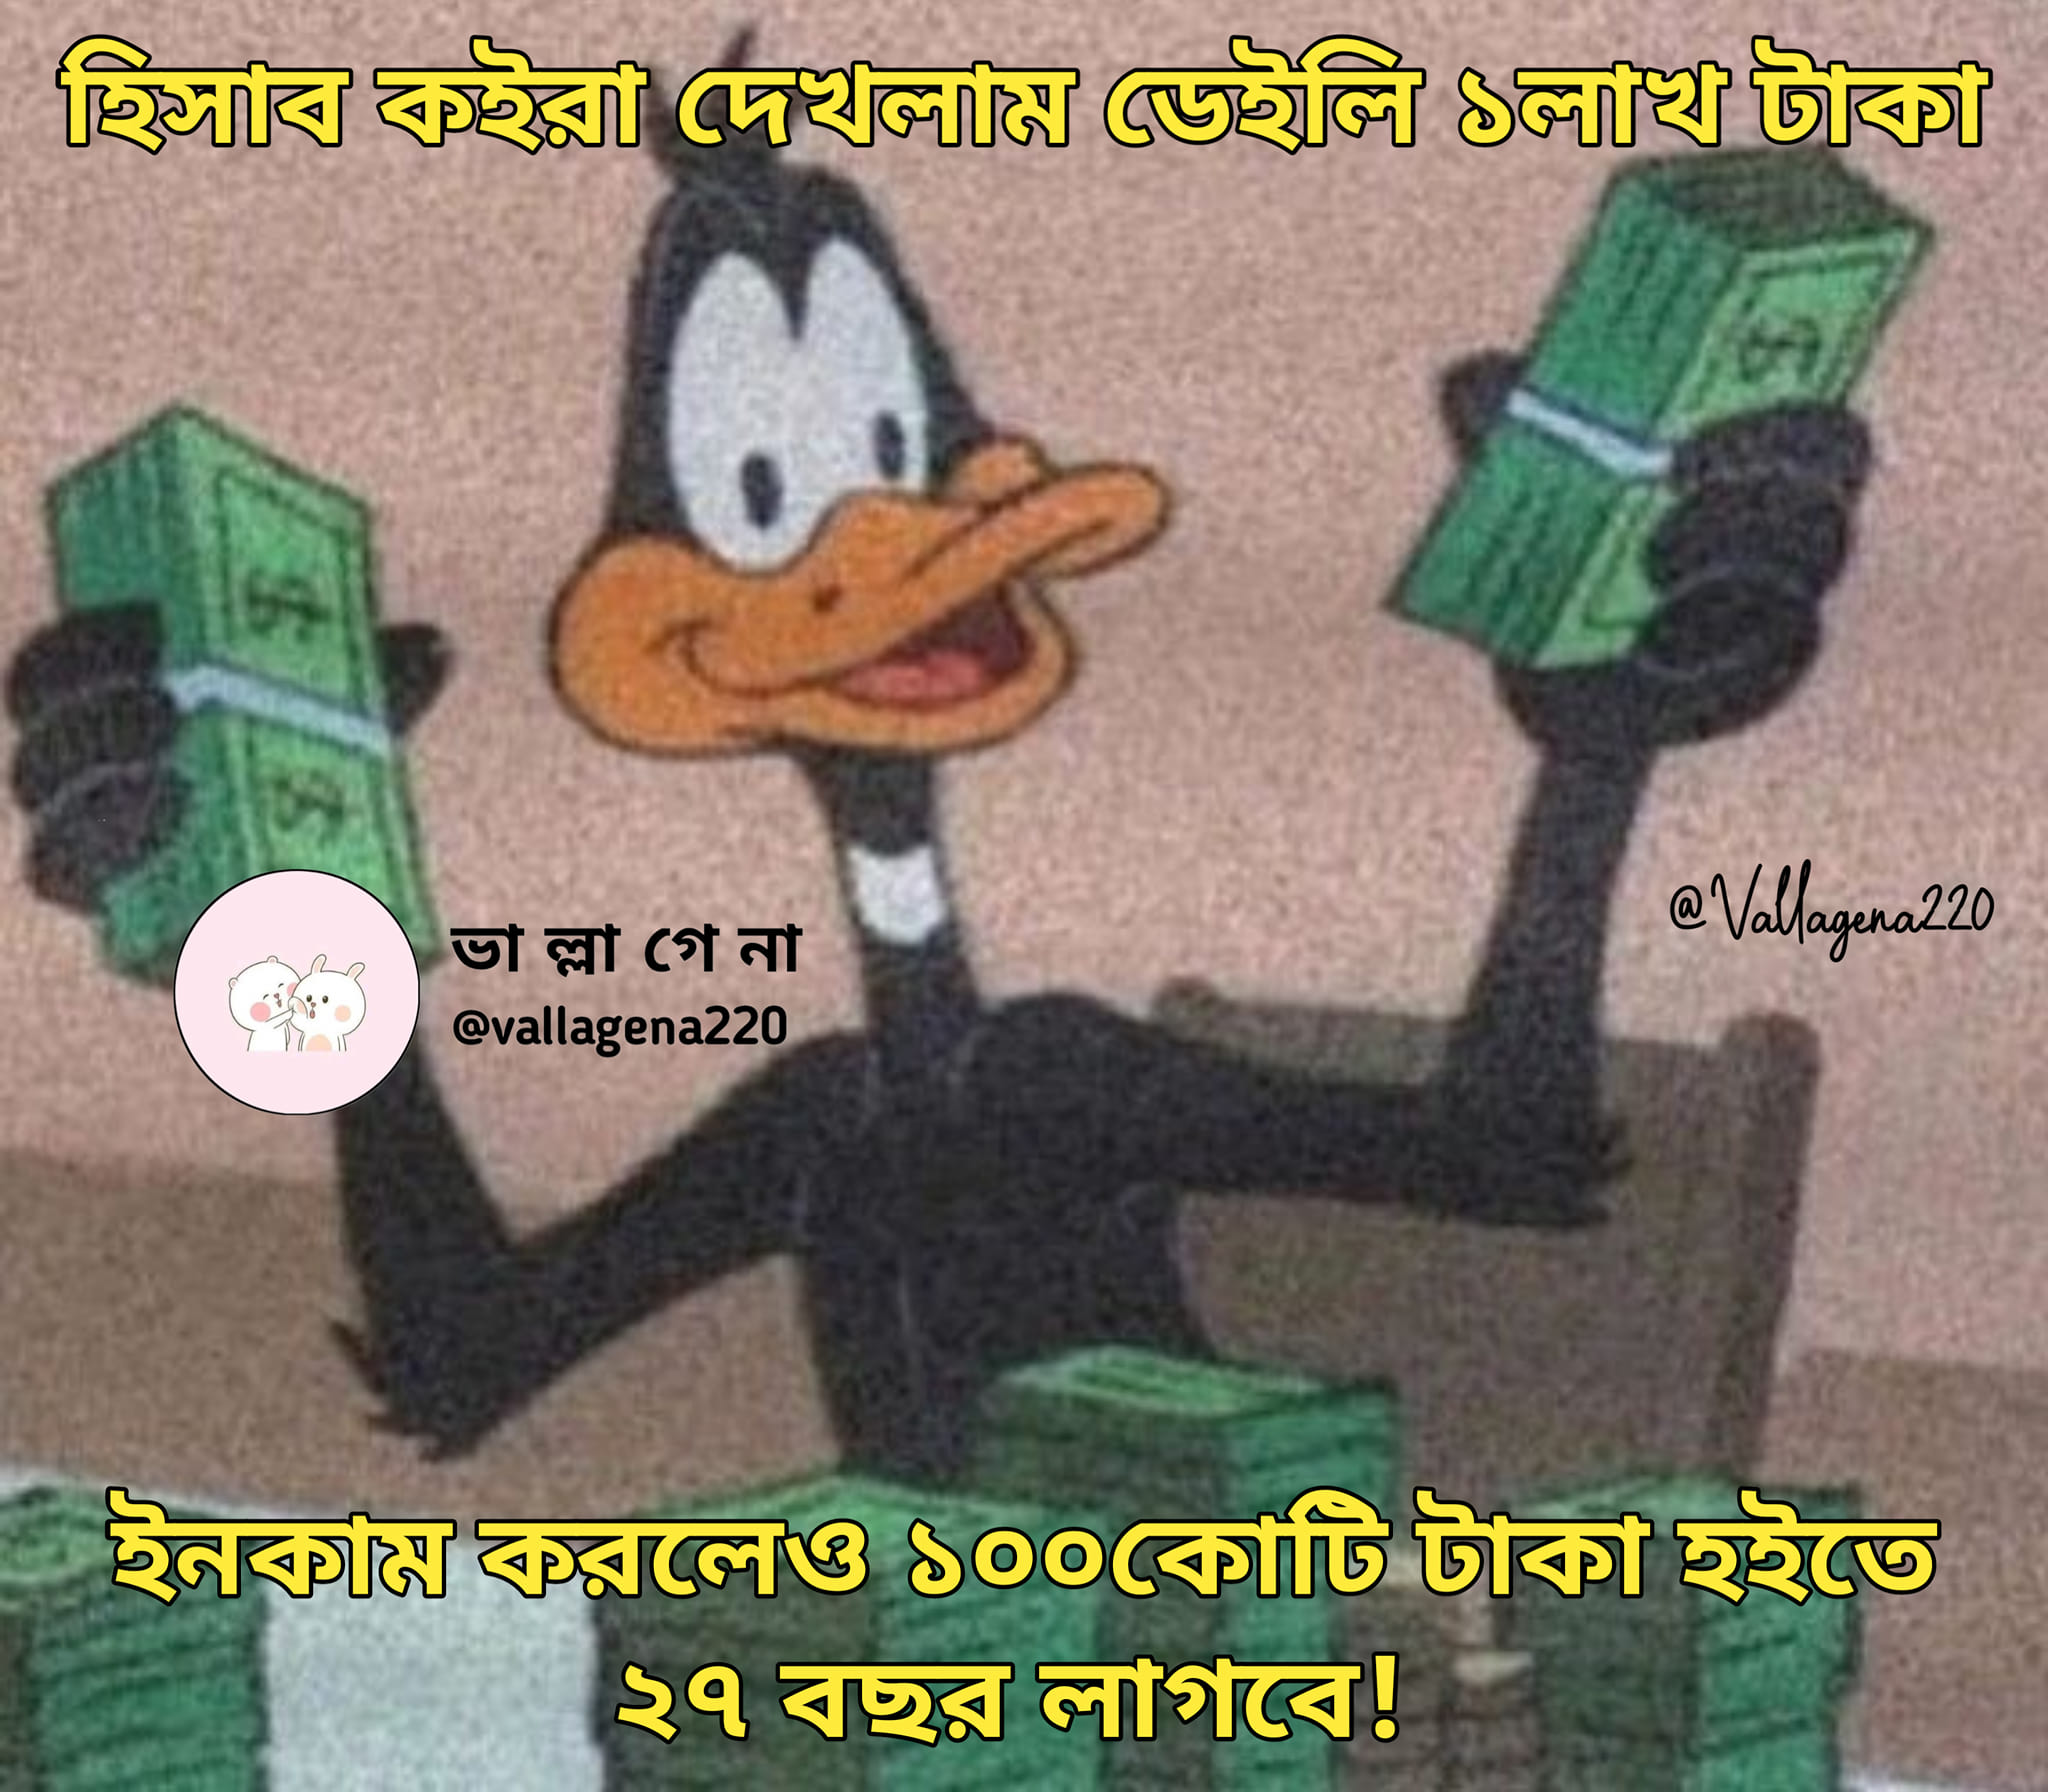 হিসাব কইরা দেখলাম ডেইলি ১লাখ টাকা
@Vallagena220
ভা ল্লা গে না
@vallagena220
ইনকাম করলেও ১০০কোটি টাকা হইতে
২৭ বছর লাগবে!